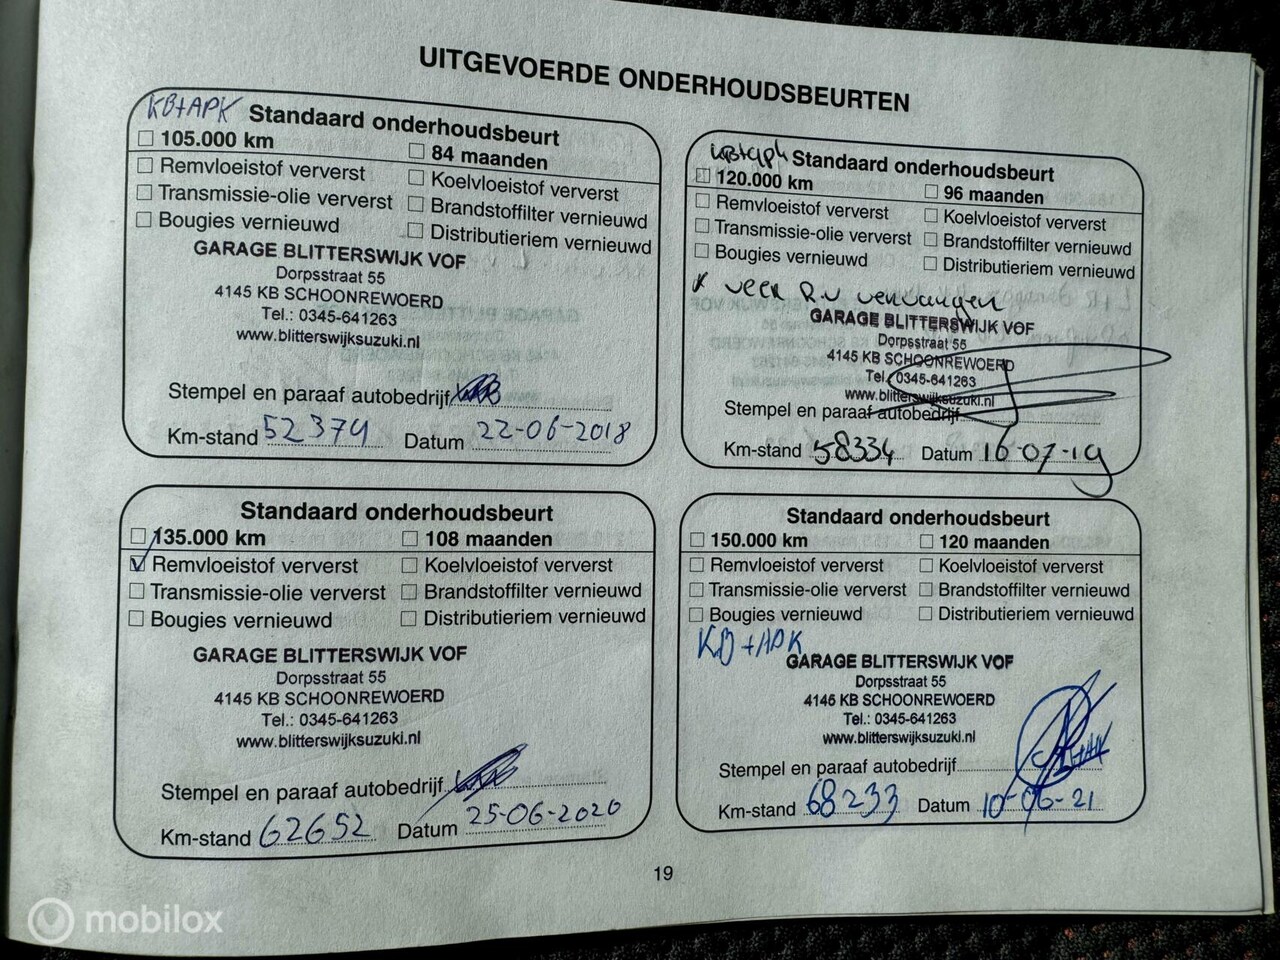 UITGEVOERDE ONDERHOUDSBEURTEN
KB+APK Standaard onderhoudsbeurt
105.000 km 84 maanden
Remvloeistof ververst Koelvloeistof ververst
Transmissie-olie ververst Brandstoffilter vernieuwd
Bougies vernieuwd Distributieriem vernieuwd
GARAGE BLITTERSWIJK VOF
Dorpsstraat 55
4145 KB SCHOONREWOERD
Tel.: 0345-641263
www.blitterswijksuzuki.nl
Stempel en paraaf autobedrijf
Km-stand 52379 Datum 22-06-2018
Standaard onderhoudsbeurt
120.000 km 96 maanden
Remvloeistof ververst Koelvloeistof ververst
Transmissie-olie ververst Brandstoffilter vernieuwd
Bougies vernieuwd Distributieriem vernieuwd
veer R.V vervangen
GARAGE BLITTERSWIJK VOF
Dorpsstraat 55
4145 KB SCHOONREWOERD
Tel. 0345-641263
www.blitterswijksuzuki.nl
Stempel en paraaf autobedrijf
Km-stand 58334 Datum 16-07-19
Standaard onderhoudsbeurt
135.000 km 108 maanden
Remvloeistof ververst Koelvloeistof ververst
Transmissie-olie ververst Brandstoffilter vernieuwd
Bougies vernieuwd Distributieriem vernieuwd
GARAGE BLITTERSWIJK VOF
Dorpsstraat 55
4145 KB SCHOONREWOERD
Tel.: 0345-641263
www.blitterswijksuzuki.nl
Stempel en paraaf autobedrijf
Km-stand 62652 Datum 25-06-2020
Standaard onderhoudsbeurt
150.000 km 120 maanden
Remvloeistof ververst Koelvloeistof ververst
Transmissie-olie ververst Brandstoffilter vernieuwd
Bougies vernieuwd Distributieriem vernieuwd
KB+APK
GARAGE BLITTERSWIJK VOF
Dorpsstraat 55
4145 KB SCHOONREWOERD
Tel.: 0345-641263
www.blitterswijksuzuki.nl
Stempel en paraaf autobedrijf
Km-stand 68233 Datum 10-06-21
19
mobilox